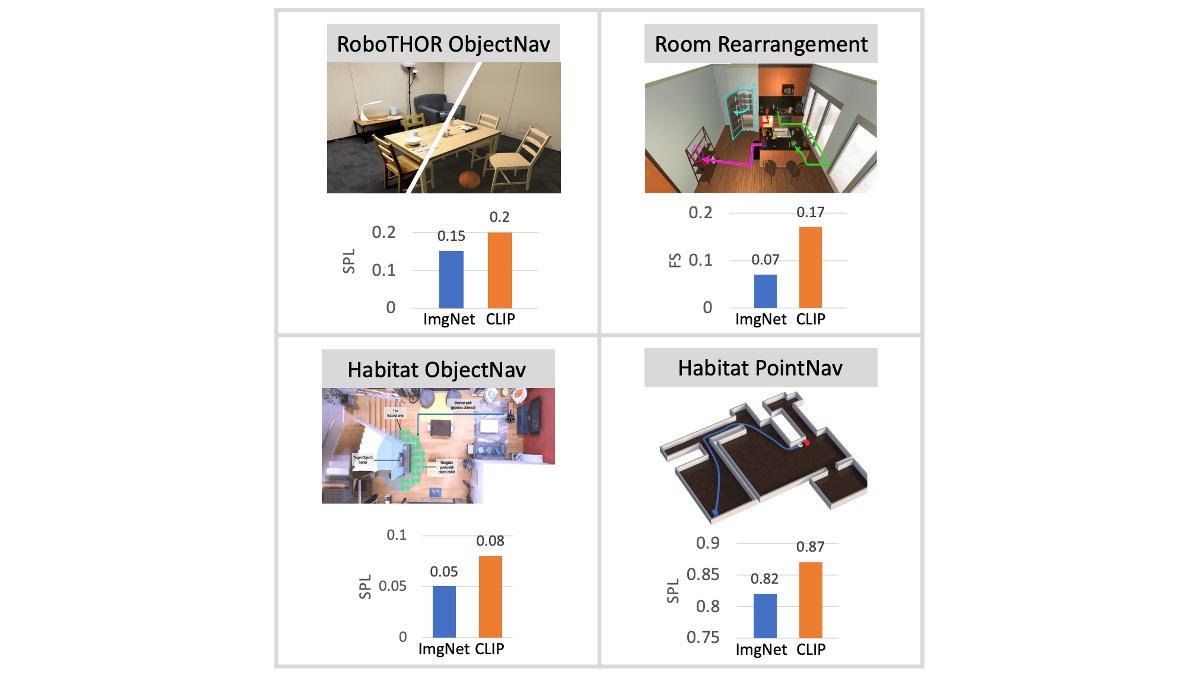 RoboTHOR ObjectNav
SPL
0.2
0.1
0
0.15
0.2
ImgNet CLIP
Room Rearrangement
FS
0.2
0.1
0
0.07
0.17
ImgNet CLIP
Habitat ObjectNav
SPL
0.1
0.05
0
0.05
0.08
ImgNet CLIP
Habitat PointNav
SPL
0.9
0.85
0.8
0.75
0.82
0.87
ImgNet CLIP